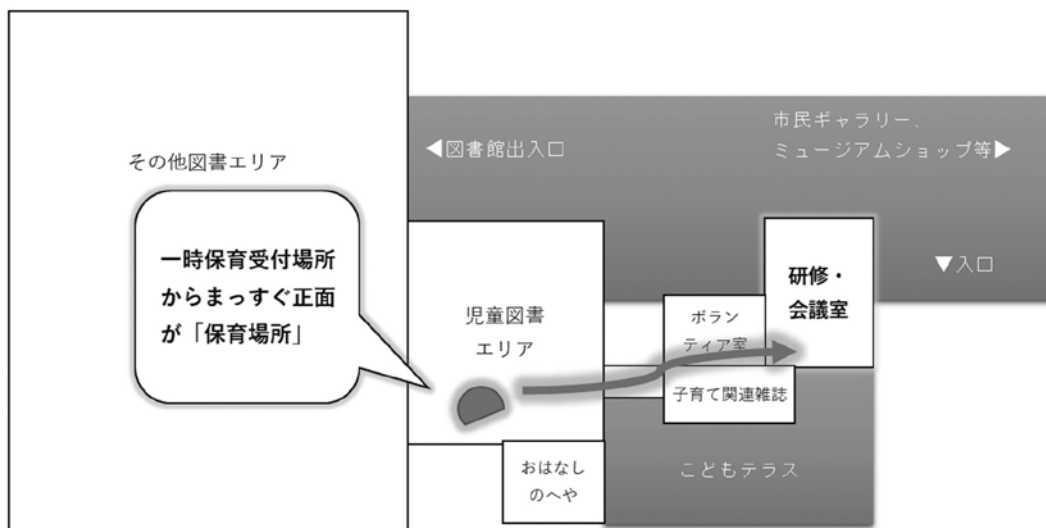 その他図書エリア
一時保育受付場所
からまっすぐ正面
が「保育場所」
◀図書館出入口
市民ギャラリー、
ミュージアムショップ等▶
▼入口
児童図書
エリア
ボラン
ティア室
研修・
会議室
子育て関連雑誌
おはなし
のへや
こどもテラス